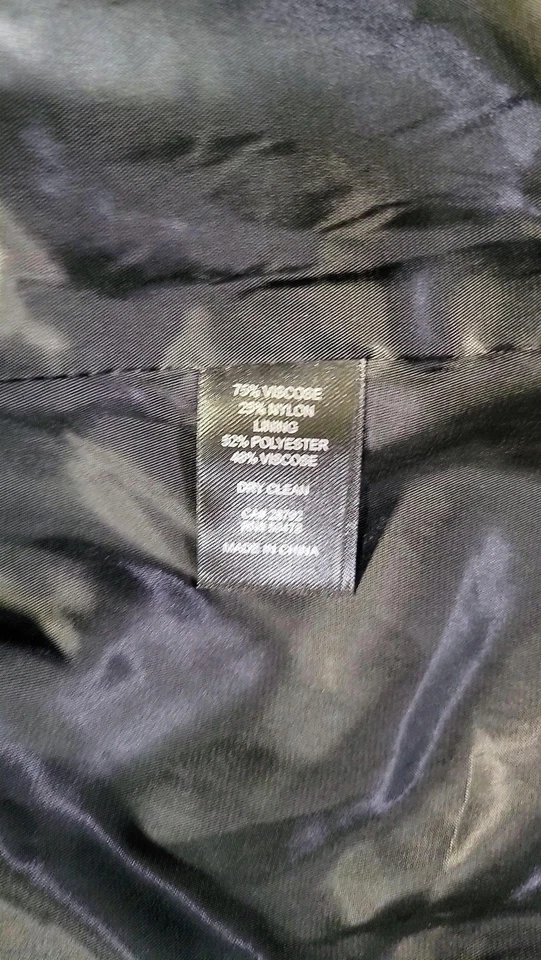 75% VISCOSE
25% NYLON
LINING
52% POLYESTER
48% VISCOSE
DRY CLEAN
MADE IN CHINA